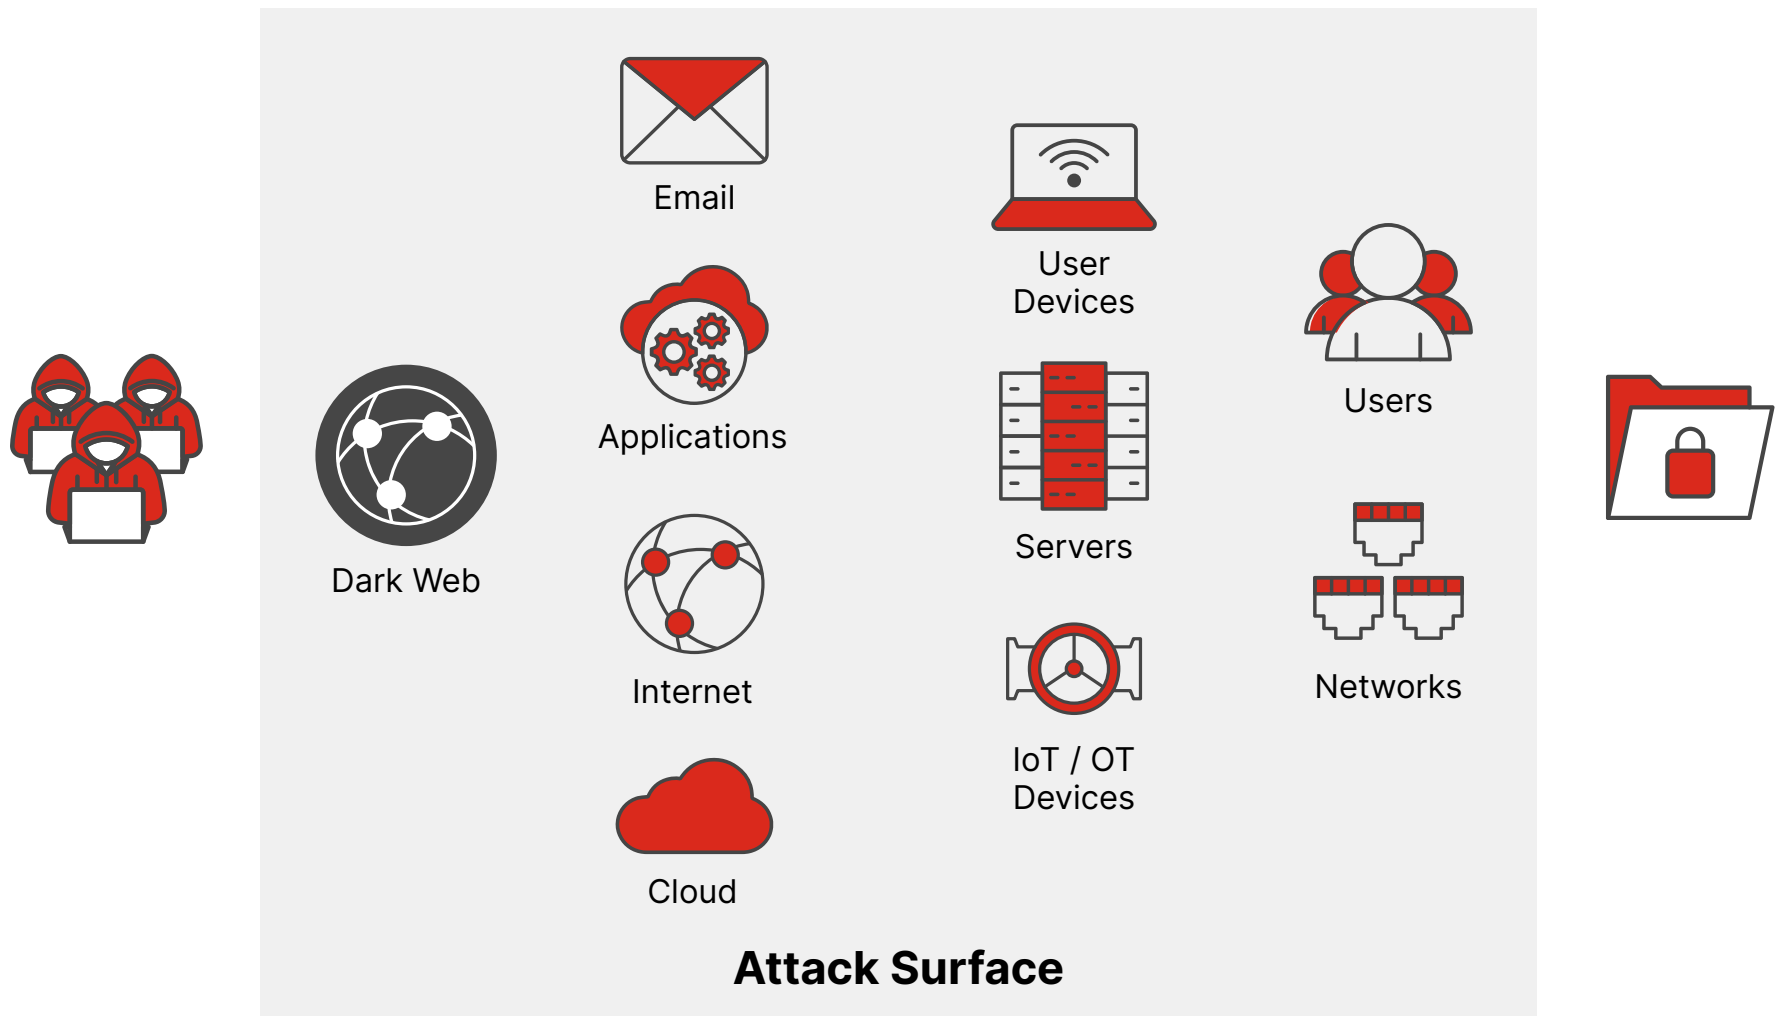 Dark Web
Email
Applications
Internet
Cloud
User
Devices
Servers
IoT / OT
Devices
Users
Networks
Attack Surface